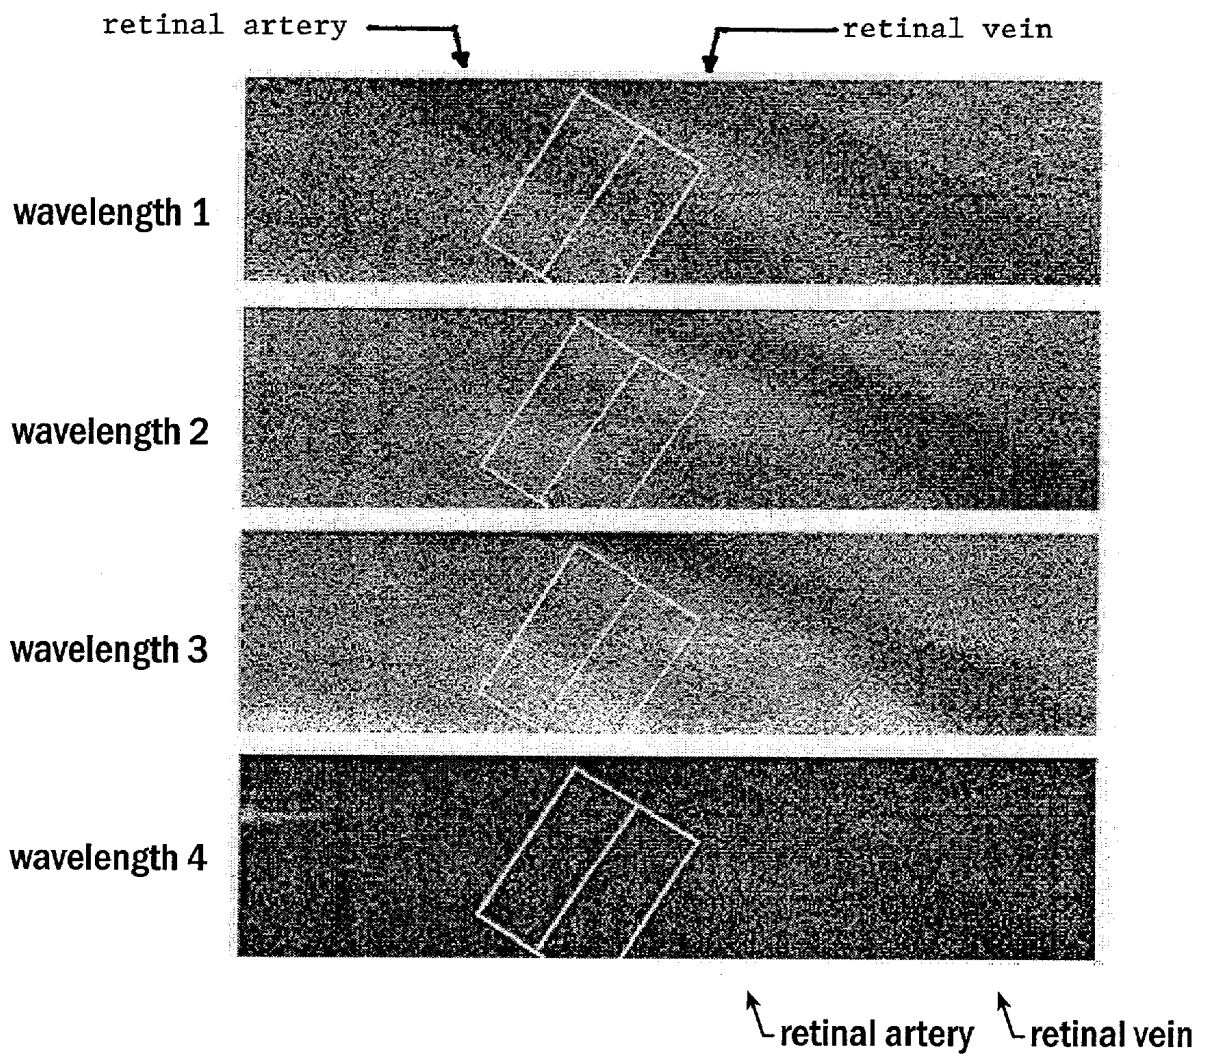 retinal artery
retinal vein
wavelength 1
wavelength 2
wavelength 3
wavelength 4
retinal artery
retinal vein